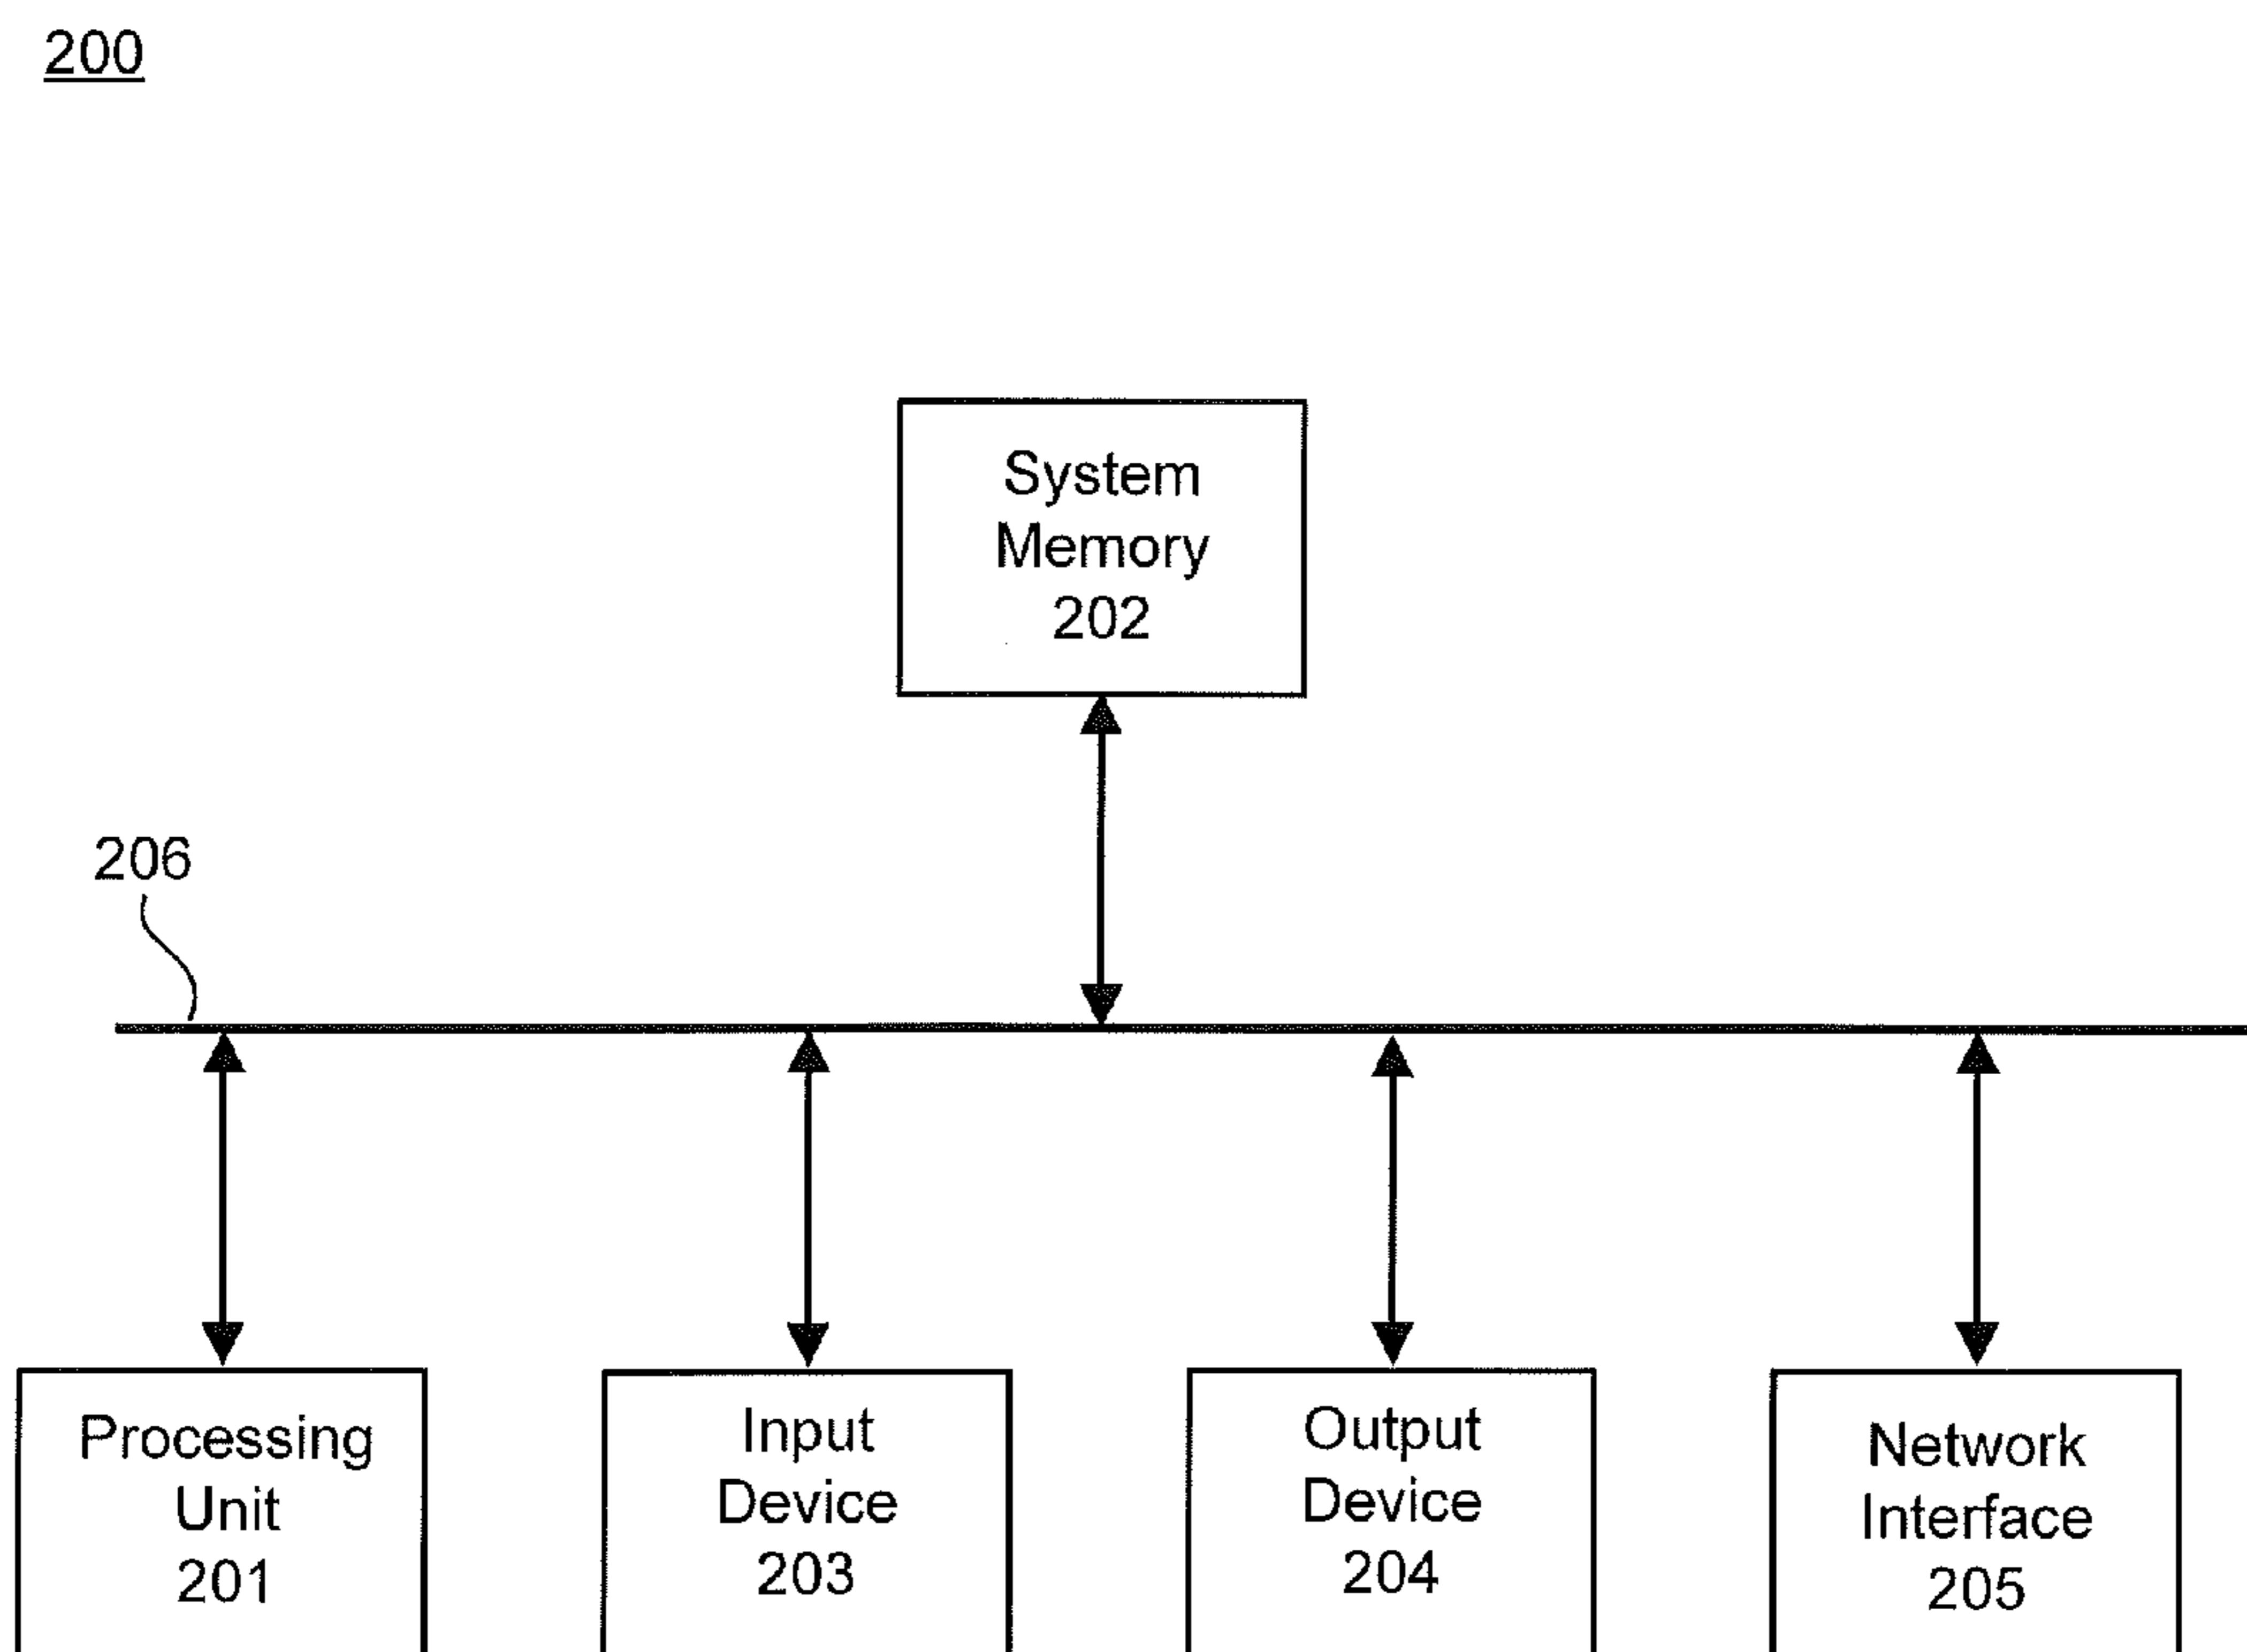 200
System
Memory
202
206
Processing
Unit
201
Input
Device
203
Output
Device
204
Network
Interface
205